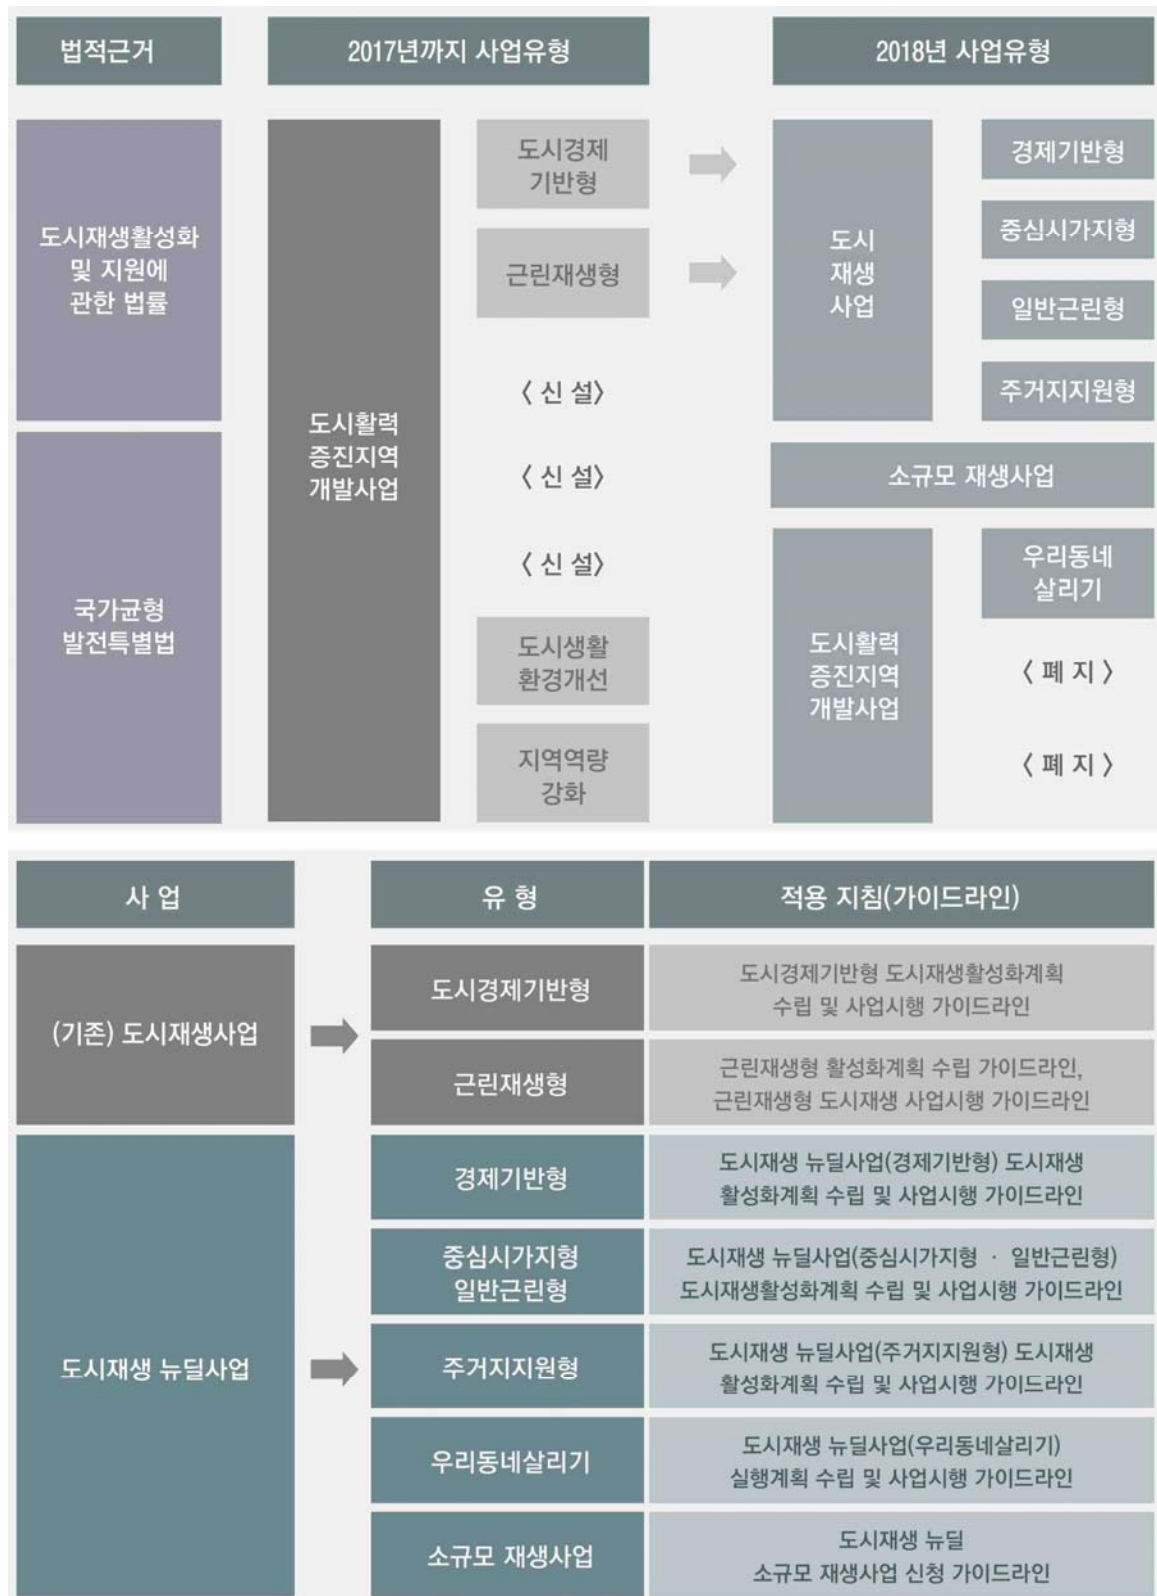 법적근거
2017년까지 사업유형
2018년 사업유형
도시재생활성화
및 지원에
관한 법률
국가균형
발전특별법
도시활력
증진지역
개발사업
도시경제
기반형
근린재생형
〈 신 설〉
〈 신 설〉
〈 신 설〉
도시생활
환경개선
지역역량
강화
도시
재생
사업
경제기반형
중심시가지형
일반근린형
주거지지원형
소규모 재생사업
도시활력
증진지역
개발사업
우리동네
살리기
〈 폐 지 〉
〈 폐 지 〉
사 업
유 형
적용 지침(가이드라인)
(기존) 도시재생사업
도시경제기반형
도시경제기반형 도시재생활성화계획
수립 및 사업시행 가이드라인
근린재생형
근린재생형 활성화계획 수립 가이드라인,
근린재생형 도시재생 사업시행 가이드라인
도시재생 뉴딜사업
경제기반형
도시재생 뉴딜사업(경제기반형) 도시재생
활성화계획 수립 및 사업시행 가이드라인
중심시가지형
일반근린형
도시재생 뉴딜사업(중심시가지형 · 일반근린형)
도시재생활성화계획 수립 및 사업시행 가이드라인
주거지지원형
도시재생 뉴딜사업(주거지지원형) 도시재생
활성화계획 수립 및 사업시행 가이드라인
우리동네살리기
도시재생 뉴딜사업(우리동네살리기)
실행계획 수립 및 사업시행 가이드라인
소규모 재생사업
도시재생 뉴딜
소규모 재생사업 신청 가이드라인